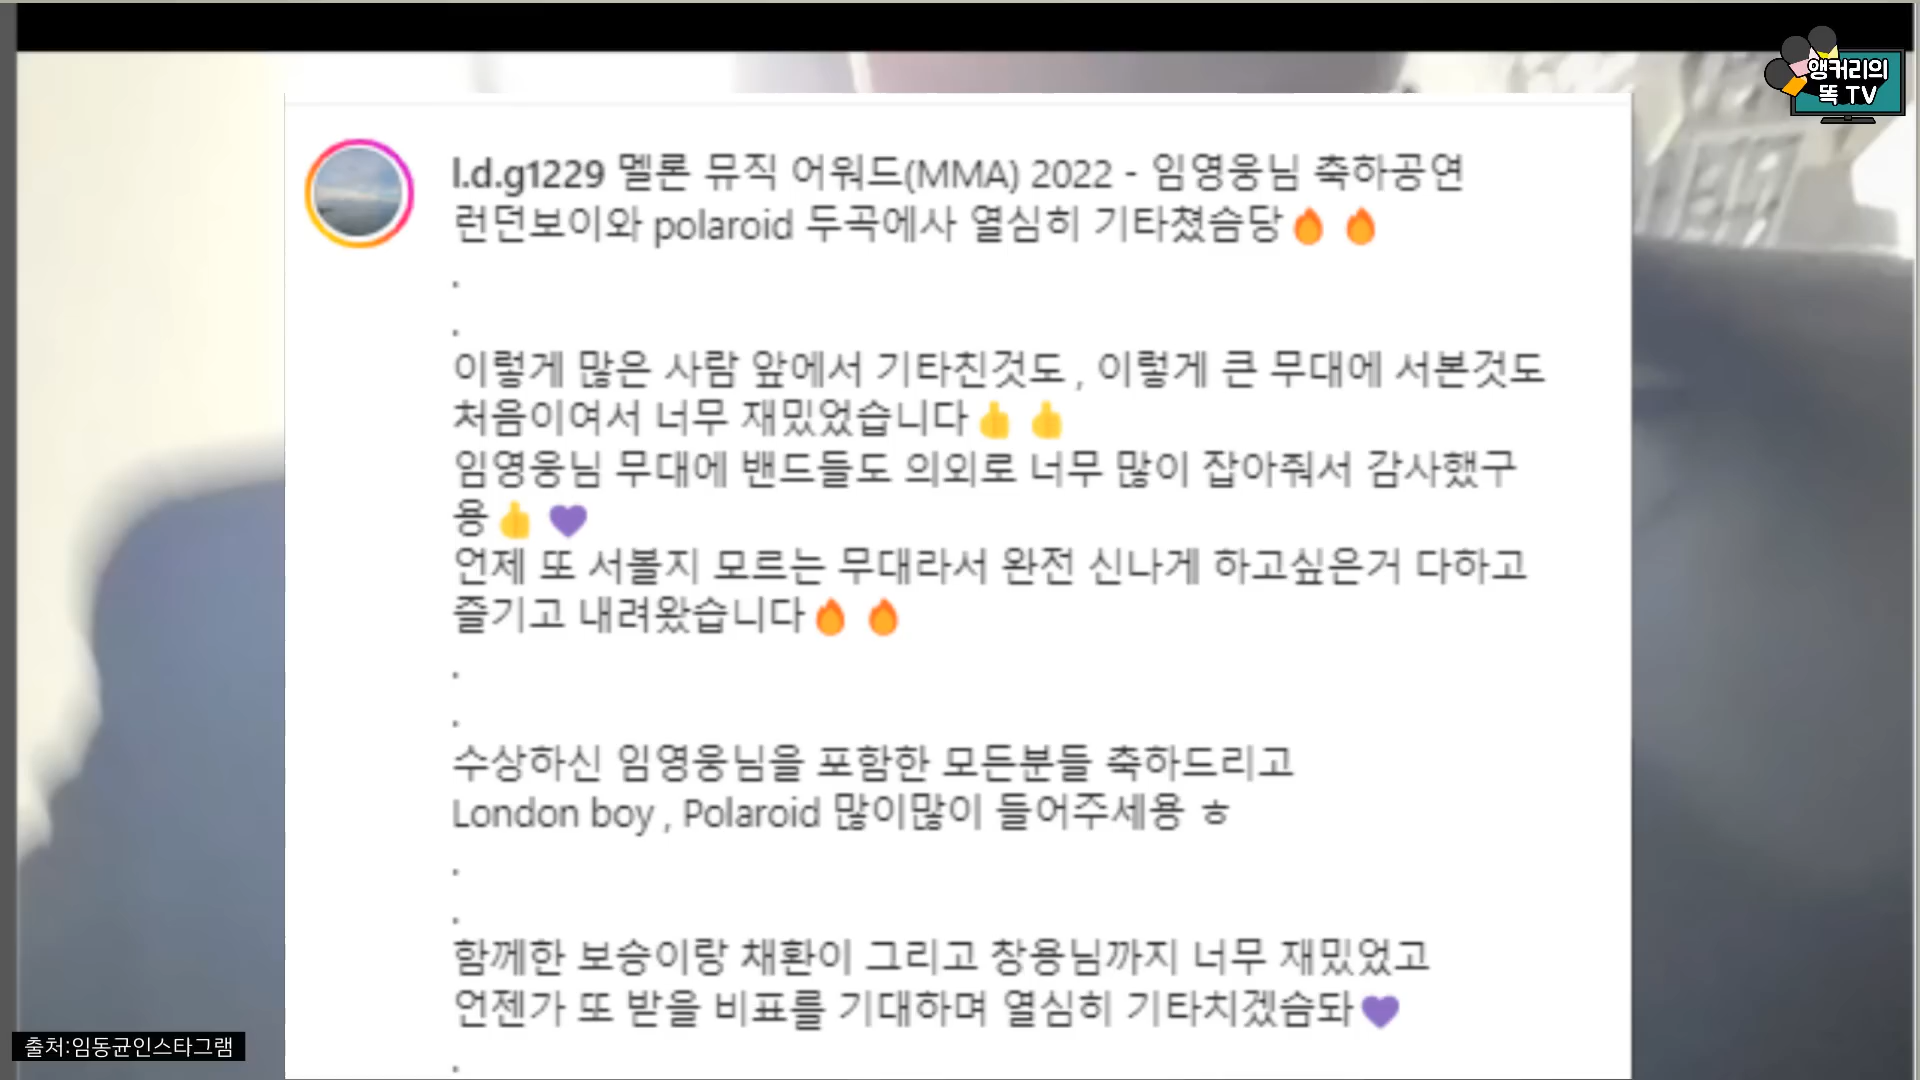 앵커리의
똑 TV
l.d.g1229 멜론 뮤직 어워드(MMA) 2022 - 임영웅님 축하공연
런던보이와 polaroid 두곡에사 열심히 기타쳤슴당🔥🔥
.
.
이렇게 많은 사람 앞에서 기타친것도 , 이렇게 큰 무대에 서본것도
처음이여서 너무 재밌었습니다👍👍
임영웅님 무대에 밴드들도 의외로 너무 많이 잡아줘서 감사했구
용👍💜
언제 또 서볼지 모르는 무대라서 완전 신나게 하고싶은거 다하고
즐기고 내려왔습니다🔥🔥
.
.
수상하신 임영웅님을 포함한 모든분들 축하드리고
London boy , Polaroid 많이많이 들어주세용 ㅎ
.
.
함께한 보승이랑 채환이 그리고 창용님까지 너무 재밌었고
언젠가 또 받을 비표를 기대하며 열심히 기타치겠슴돠💜
.
출처:임동균인스타그램